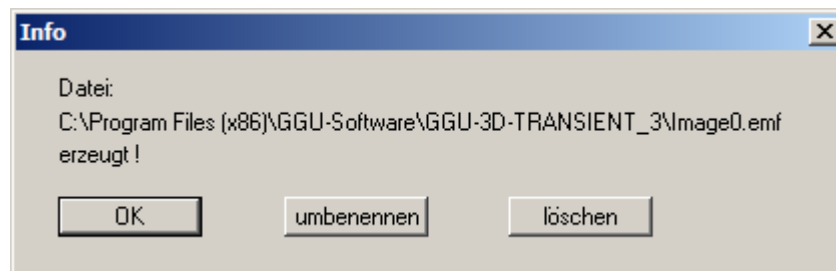 Info
Datei:
C:\Program Files (x86)\GGU-Software\GGU-3D-TRANSIENT_3\Image0.emf
erzeugt !
OK umbenennen löschen